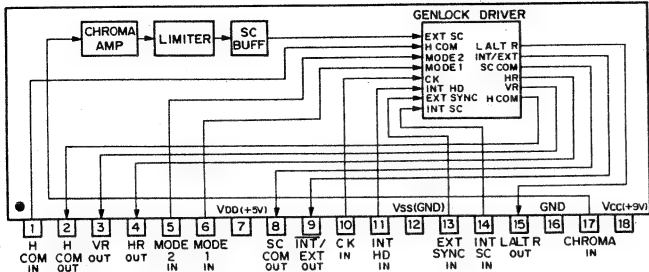 GENLOCK DRIVER
CHROMA AMP
LIMITER
SC BUFF
EXT SC
H COM
MODE 2
MODE 1
CK
INT HD
EXT SYNC
INT SC
LALT R
INT/EXT
SC COM
HR
VR
H COM
VDD(+5V)
VSS(GND)
GND
VCC(+9V)
1 2 3 4 5 6 7 8 9 10 11 12 13 14 15 16 17 18
H COM IN
H COM OUT
VR OUT
HR OUT
MODE 2 IN
MODE 1 IN
SC COM OUT
INT/EXT OUT
CK IN
INT HD IN
EXT SYNC IN
INT SC IN
LALT R OUT
CHROMA IN